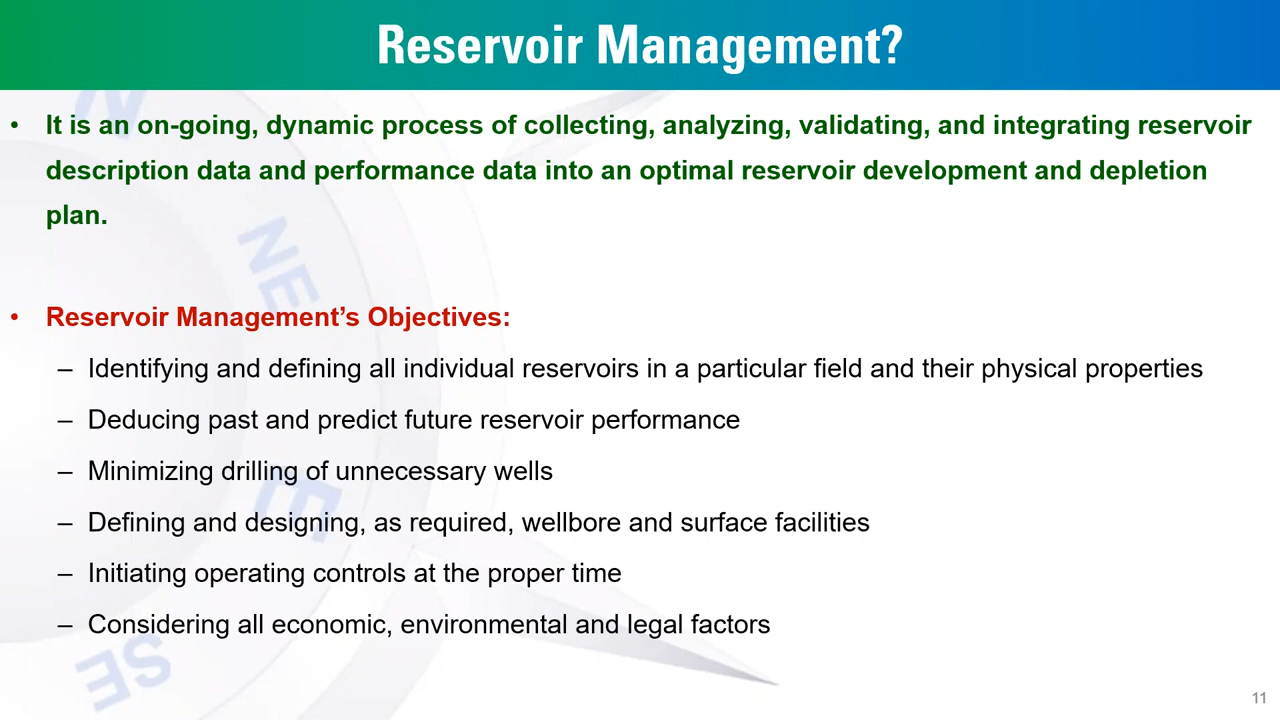 Reservoir Management?
• It is an on-going, dynamic process of collecting, analyzing, validating, and integrating reservoir
description data and performance data into an optimal reservoir development and depletion
plan.
• Reservoir Management’s Objectives:
– Identifying and defining all individual reservoirs in a particular field and their physical properties
– Deducing past and predict future reservoir performance
– Minimizing drilling of unnecessary wells
– Defining and designing, as required, wellbore and surface facilities
– Initiating operating controls at the proper time
– Considering all economic, environmental and legal factors
N
NE
E
SE
11